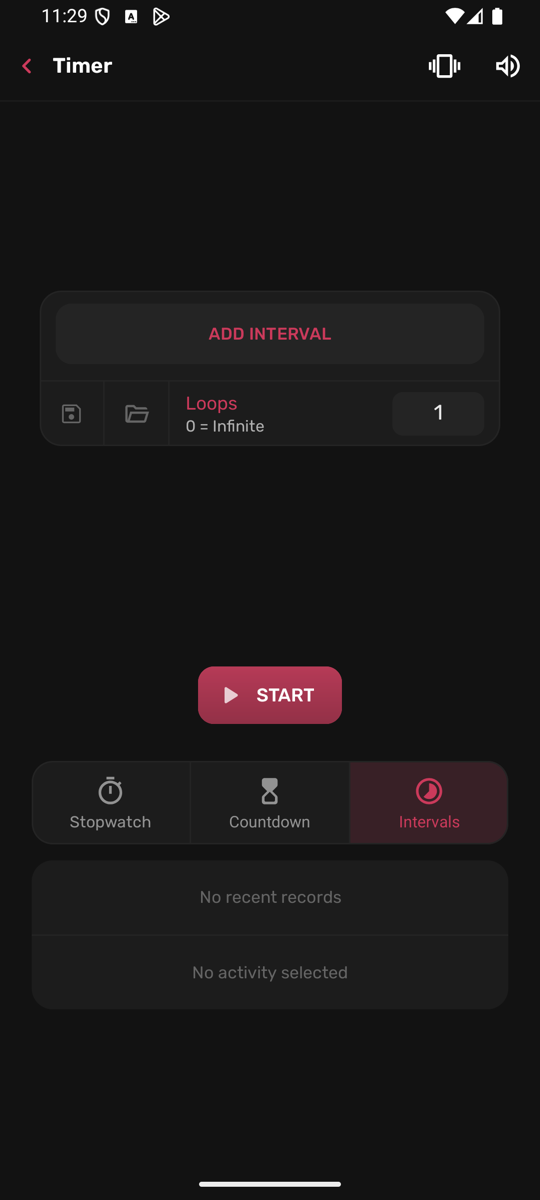 11:29
Timer
ADD INTERVAL
Loops
0 = Infinite
1
START
Stopwatch
Countdown
Intervals
No recent records
No activity selected